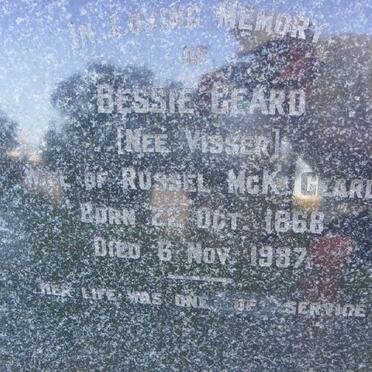 IN LOVING MEMORY
OF
BESSIE GEARD
[NEE VISSER]
WIFE OF RUSSEL MCK. GEARD
BORN OCT. 1868
DIED 6 NOV. 1937.
HER LIFE WAS ONE OF SERVICE